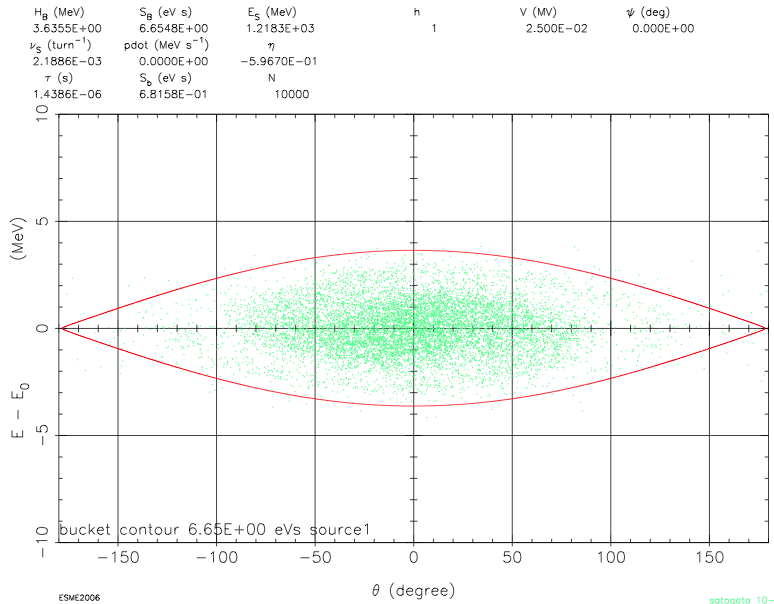 H_B (MeV) S_B (eV s) E_S (MeV) h V (MV) ψ (deg)
3.6355E+00 6.6548E+00 1.2183E+03 1 2.500E-02 0.000E+00
ν_S (turn⁻¹) pdot (MeV s⁻¹) η
2.1886E-03 0.0000E+00 -5.9670E-01
τ (s) S_b (eV s) N
1.4386E-06 6.8158E-01 10000
10
5
0
-5
-10
E - E_0 (MeV)
bucket contour 6.65E+00 eVs source1
-150 -100 -50 0 50 100 150
θ (degree)
ESME2006 satogata 10-